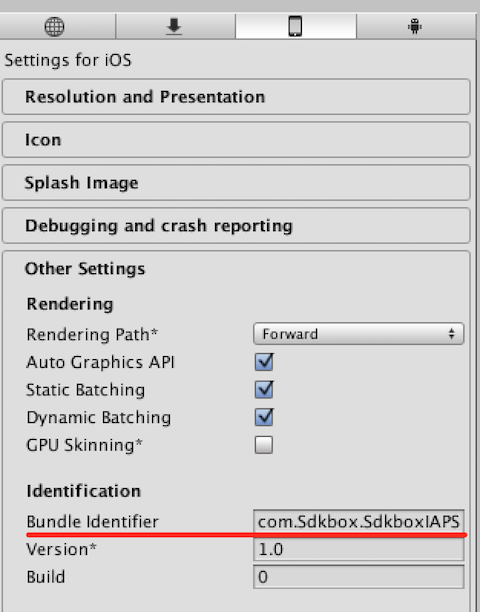 Settings for iOS
Resolution and Presentation
Icon
Splash Image
Debugging and crash reporting
Other Settings
Rendering
Rendering Path* Forward
Auto Graphics API
Static Batching
Dynamic Batching
GPU Skinning*
Identification
Bundle Identifier com.Sdkbox.SdkboxIAPS
Version* 1.0
Build 0